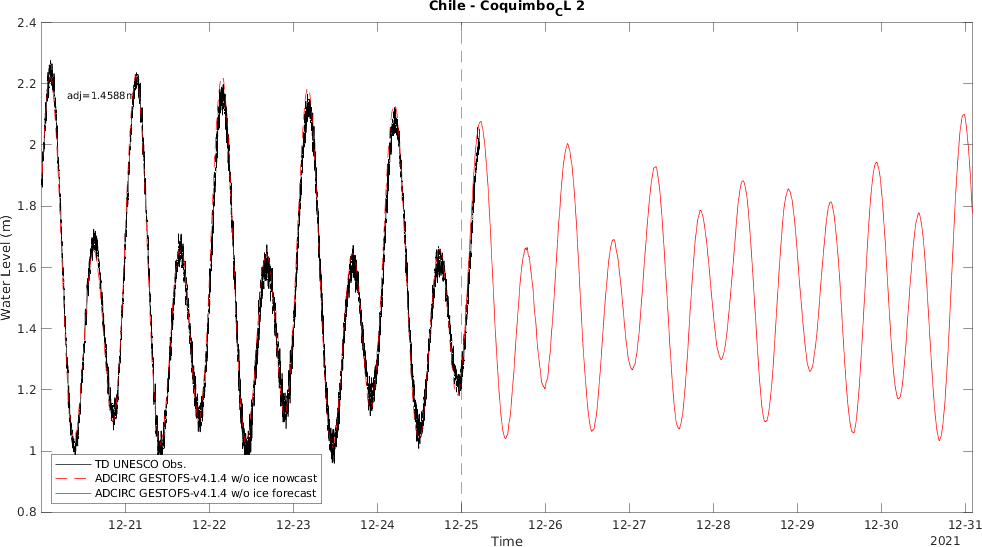 Chile - CoquimboCL 2
2.4
2.2
2
1.8
1.6
1.4
1.2
1
0.8
Water Level (m)
adj=1.4588m
TD UNESCO Obs.
ADCIRC GESTOFS-v4.1.4 w/o ice nowcast
ADCIRC GESTOFS-v4.1.4 w/o ice forecast
12-21 12-22 12-23 12-24 12-25 12-26 12-27 12-28 12-29 12-30 12-31
Time
2021